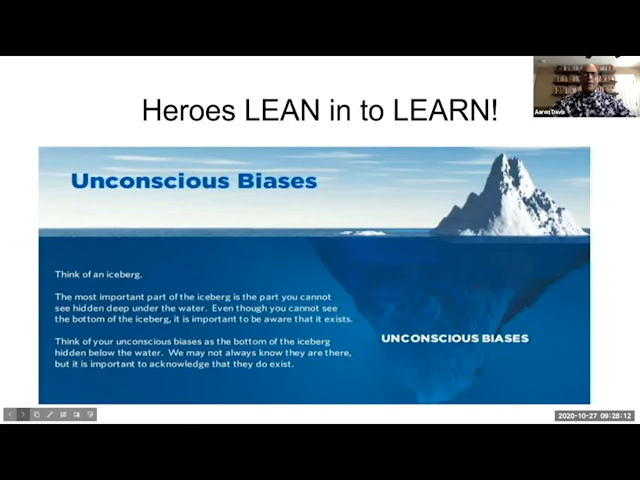 Aaron Davis
Heroes LEAN in to LEARN!
Unconscious Biases
Think of an iceberg.
The most important part of the iceberg is the part you cannot
see hidden deep under the water. Even though you cannot see
the bottom of the iceberg, it is important to be aware that it exists.
Think of your unconscious biases as the bottom of the iceberg
hidden below the water. We may not always know they are there,
but it is important to acknowledge that they do exist.
UNCONSCIOUS BIASES
2020-10-27 09:28:12